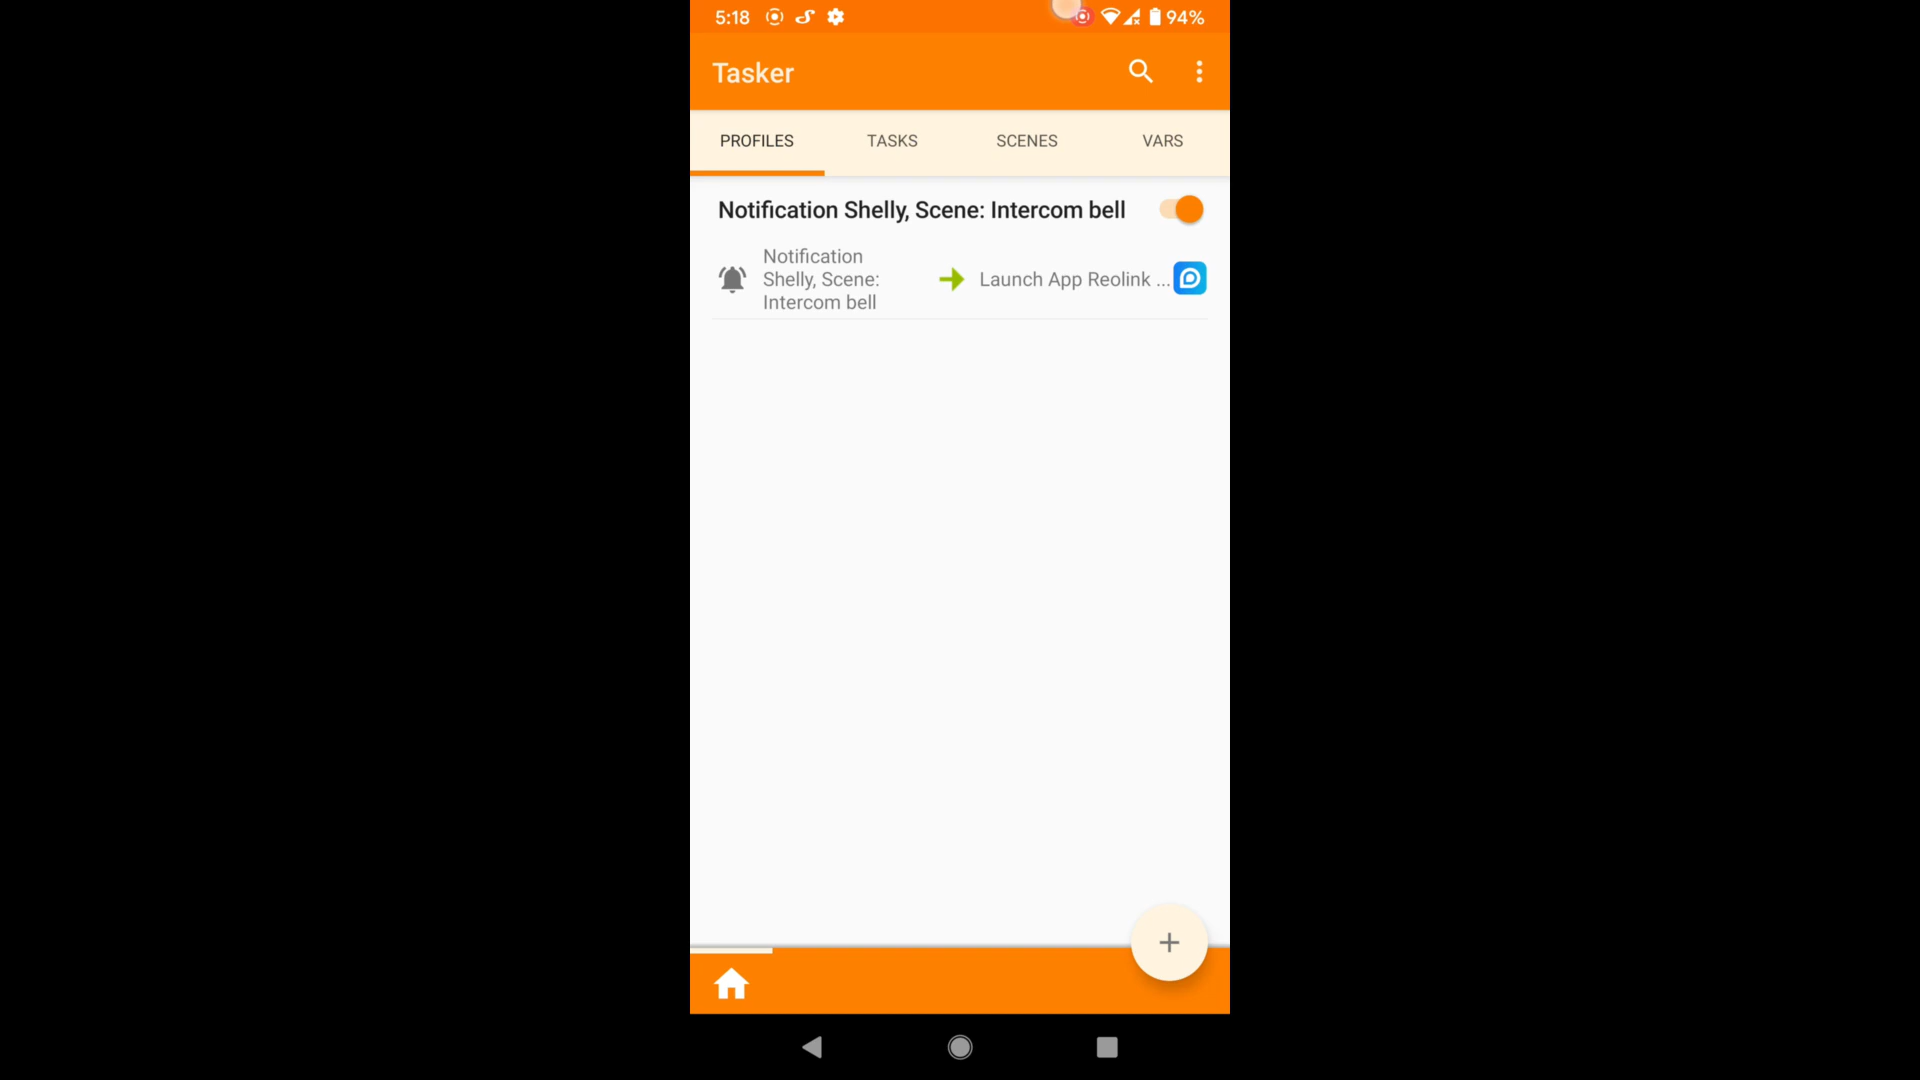 5:18
94%
Tasker
PROFILES
TASKS
SCENES
VARS
Notification Shelly, Scene: Intercom bell
Notification
Shelly, Scene:
Intercom bell
Launch App Reolink ...